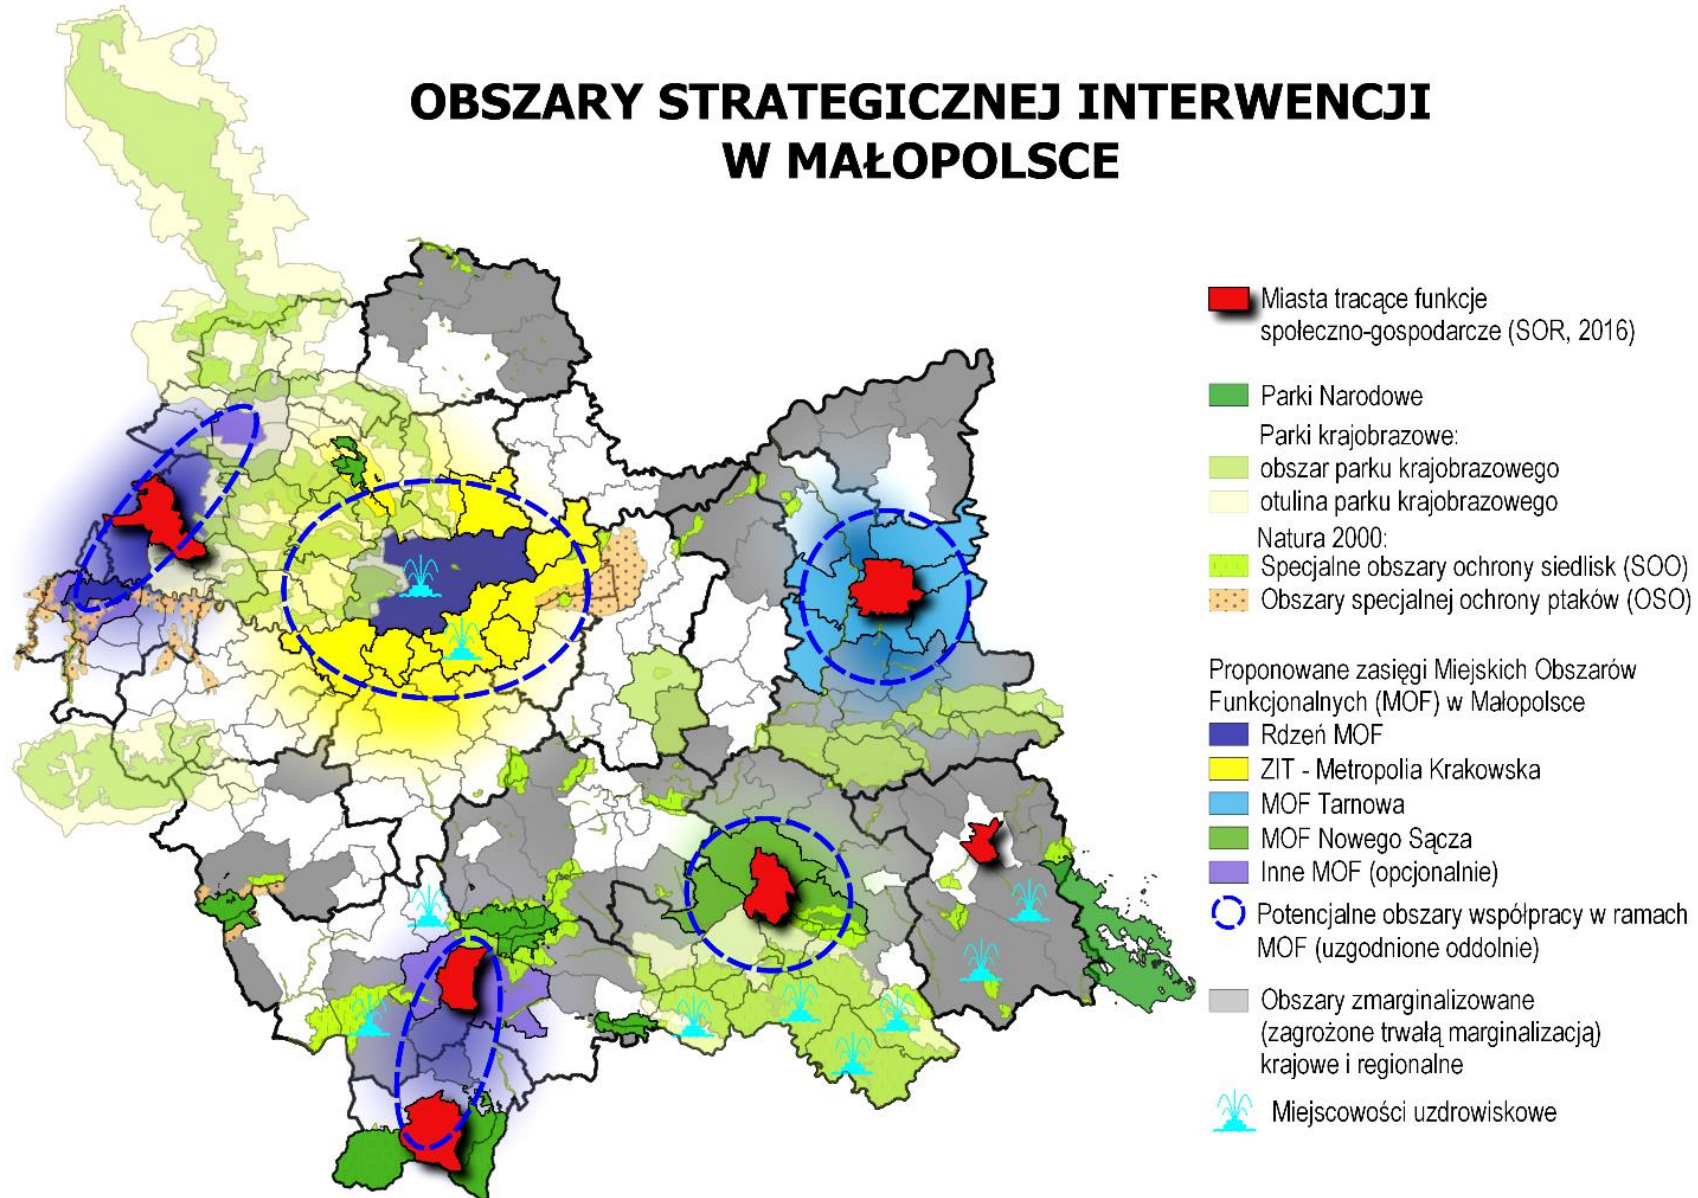 OBSZARY STRATEGICZNEJ INTERWENCJI
W MAŁOPOLSCE
Miasta tracące funkcje
społeczno-gospodarcze (SOR, 2016)
Parki Narodowe
Parki krajobrazowe:
obszar parku krajobrazowego
otulina parku krajobrazowego
Natura 2000:
Specjalne obszary ochrony siedlisk (SOO)
Obszary specjalnej ochrony ptaków (OSO)
Proponowane zasięgi Miejskich Obszarów
Funkcjonalnych (MOF) w Małopolsce
Rdzeń MOF
ZIT - Metropolia Krakowska
MOF Tarnowa
MOF Nowego Sącza
Inne MOF (opcjonalnie)
Potencjalne obszary współpracy w ramach
MOF (uzgodnione oddolnie)
Obszary zmarginalizowane
(zagrożone trwałą marginalizacją)
krajowe i regionalne
Miejscowości uzdrowiskowe